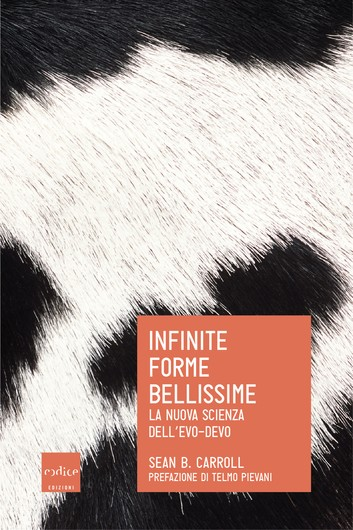 INFINITE
FORME
BELLISSIME
LA NUOVA SCIENZA
DELL'EVO-DEVO
SEAN B. CARROLL
PREFAZIONE DI TELMO PIEVANI
codice
EDIZIONI